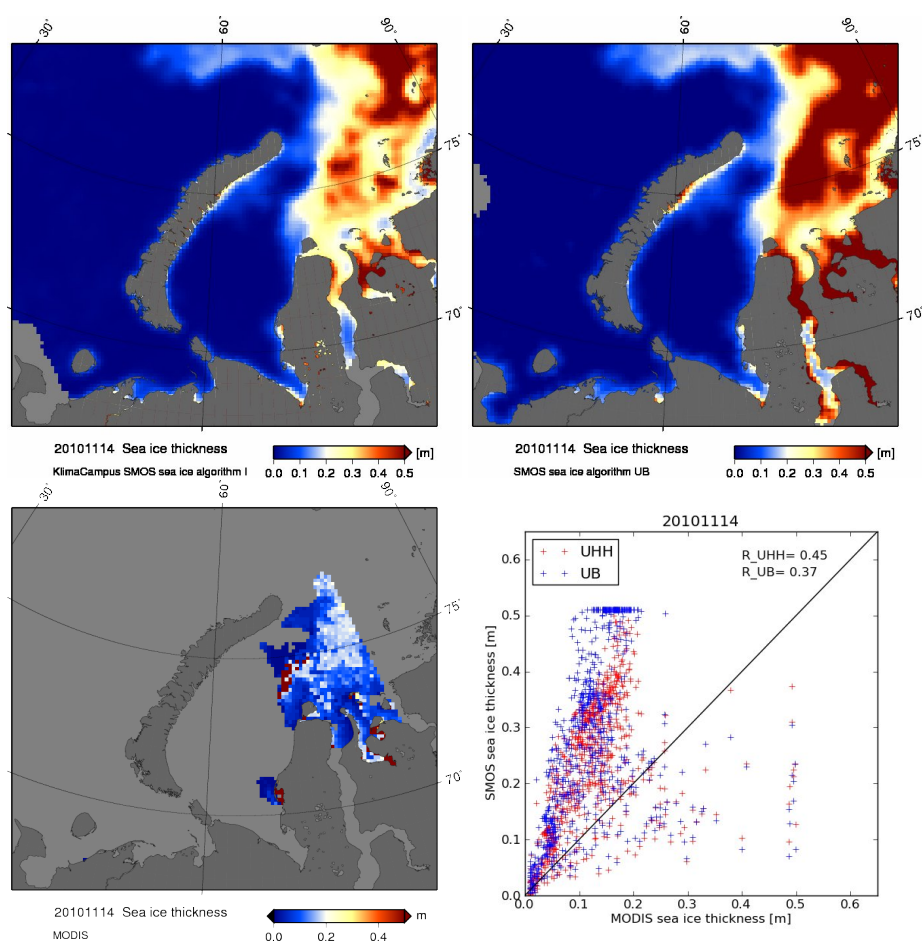 30° 60° 90°
75°
70°
20101114 Sea ice thickness [m]
0.0 0.1 0.2 0.3 0.4 0.5
KlimaCampus SMOS sea ice algorithm I
30° 60° 90°
75°
70°
20101114 Sea ice thickness [m]
0.0 0.1 0.2 0.3 0.4 0.5
SMOS sea ice algorithm UB
30° 60° 90°
75°
70°
20101114 Sea ice thickness m
0.0 0.2 0.4
MODIS
20101114
UHH
UB
R_UHH= 0.45
R_UB= 0.37
SMOS sea ice thickness [m]
0.6
0.5
0.4
0.3
0.2
0.1
0.0
0.0 0.1 0.2 0.3 0.4 0.5 0.6
MODIS sea ice thickness [m]